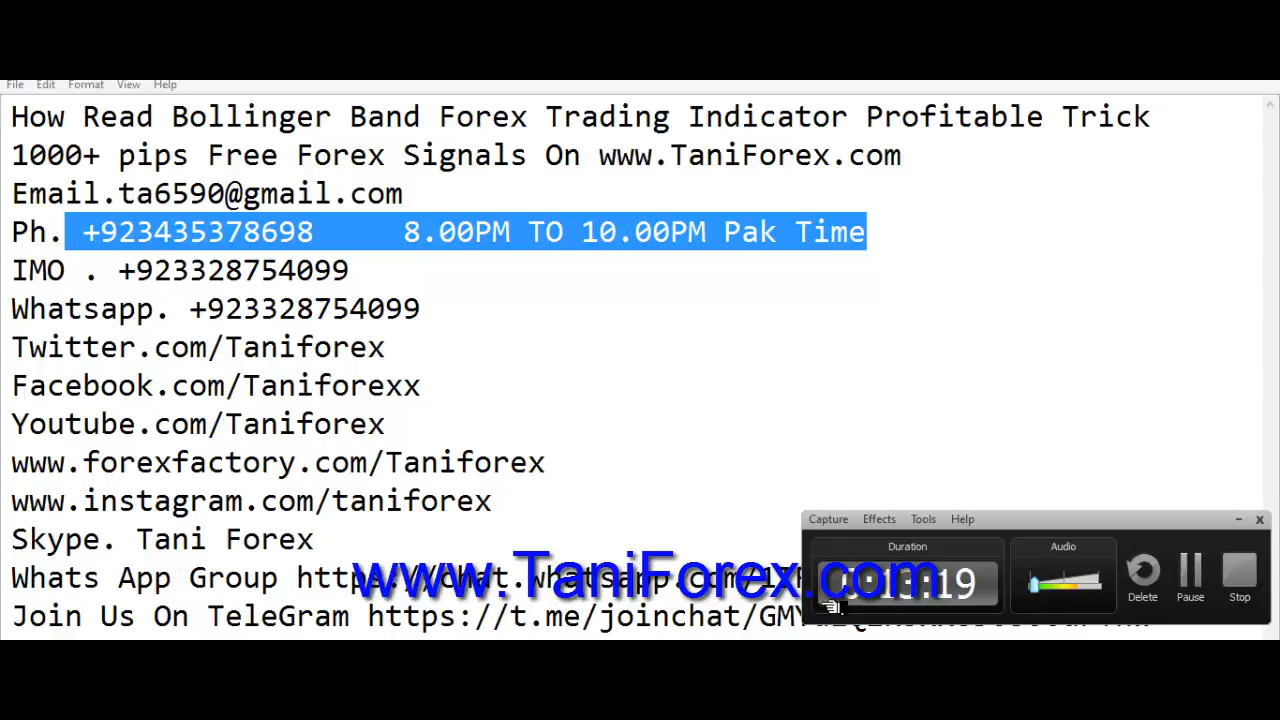 File Edit Format View Help
How Read Bollinger Band Forex Trading Indicator Profitable Trick
1000+ pips Free Forex Signals On www.TaniForex.com
Email.ta6590@gmail.com
Ph. +923435378698 8.00PM TO 10.00PM Pak Time
IMO . +923328754099
Whatsapp. +923328754099
Twitter.com/Taniforex
Facebook.com/Taniforexx
Youtube.com/Taniforex
www.forexfactory.com/Taniforex
www.instagram.com/taniforex
Skype. Tani Forex
Whats App Group
Join Us On TeleGram
www.TaniForex.com
Capture Effects Tools Help
Duration Audio
Delete Pause Stop